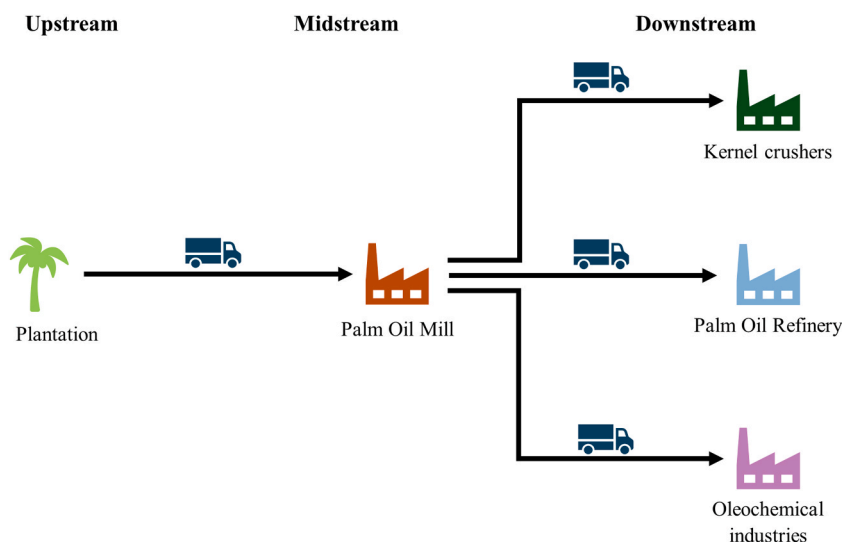 Upstream
Midstream
Downstream
Kernel crushers
Plantation
Palm Oil Mill
Palm Oil Refinery
Oleochemical
industries